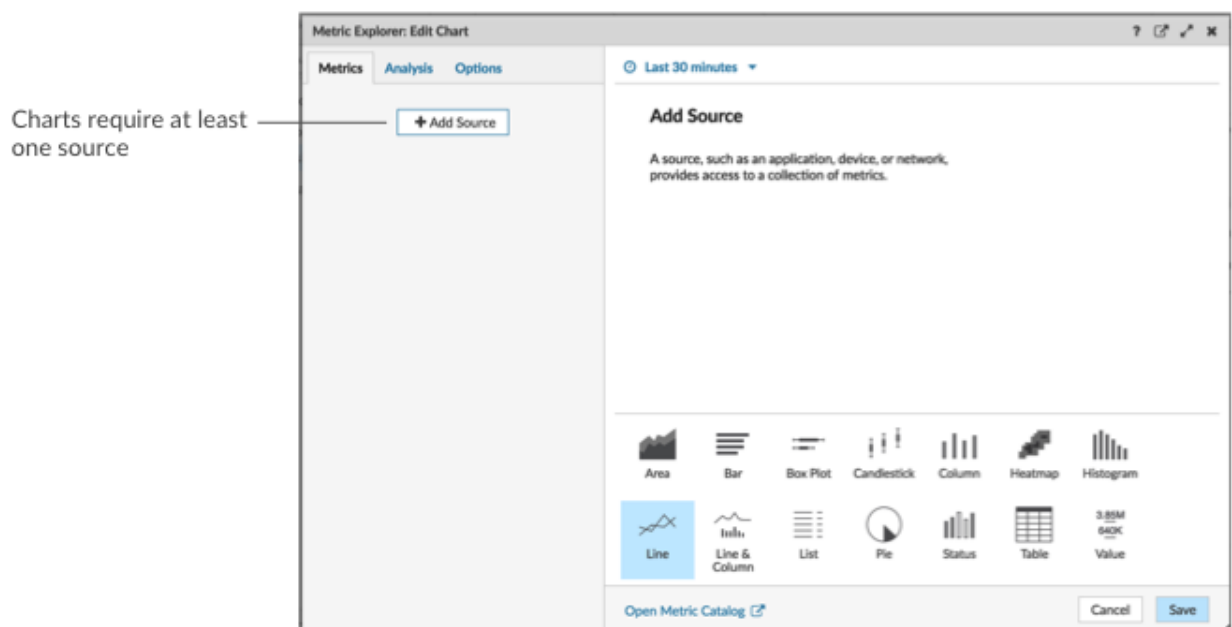 Metric Explorer: Edit Chart
?
Metrics
Analysis
Options
Last 30 minutes
Charts require at least
one source
+ Add Source
Add Source
A source, such as an application, device, or network,
provides access to a collection of metrics.
Area
Bar
Box Plot
Candlestick
Column
Heatmap
Histogram
3.85M
640K
Line
Line &
Column
List
Pie
Status
Table
Value
Open Metric Catalog
Cancel
Save